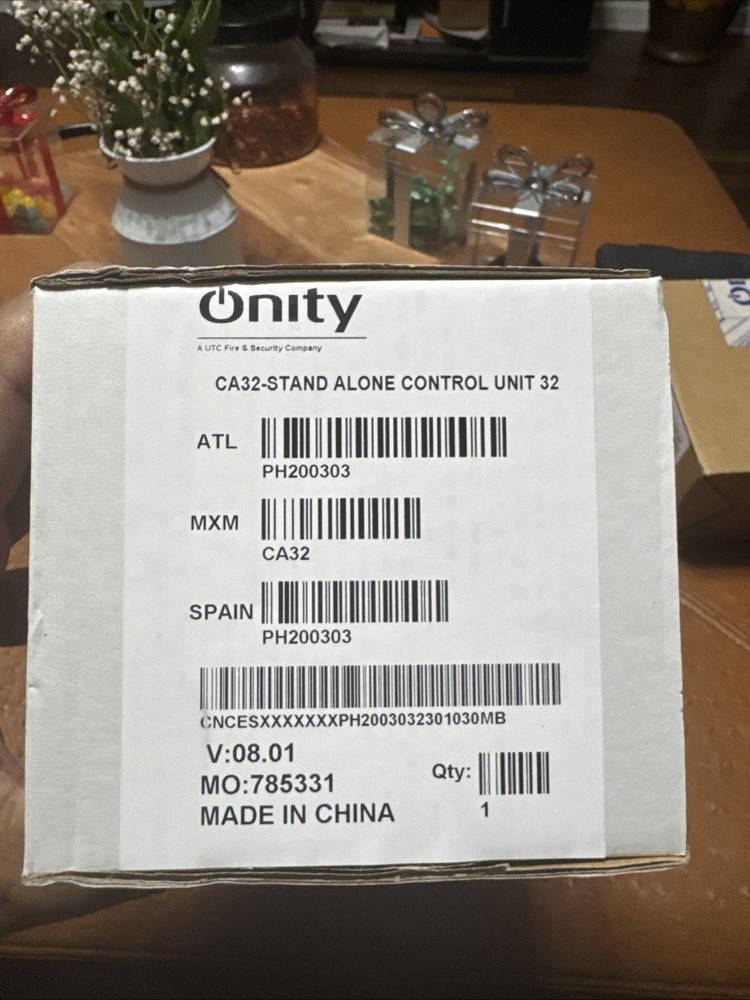 Onity
A UTC Fire & Security Company
CA32-STAND ALONE CONTROL UNIT 32
ATL
PH200303
MXM
CA32
SPAIN
PH200303
CNCESXXXXXXXPH2003032301030MB
V:08.01
MO:785331
MADE IN CHINA
Qty:
1